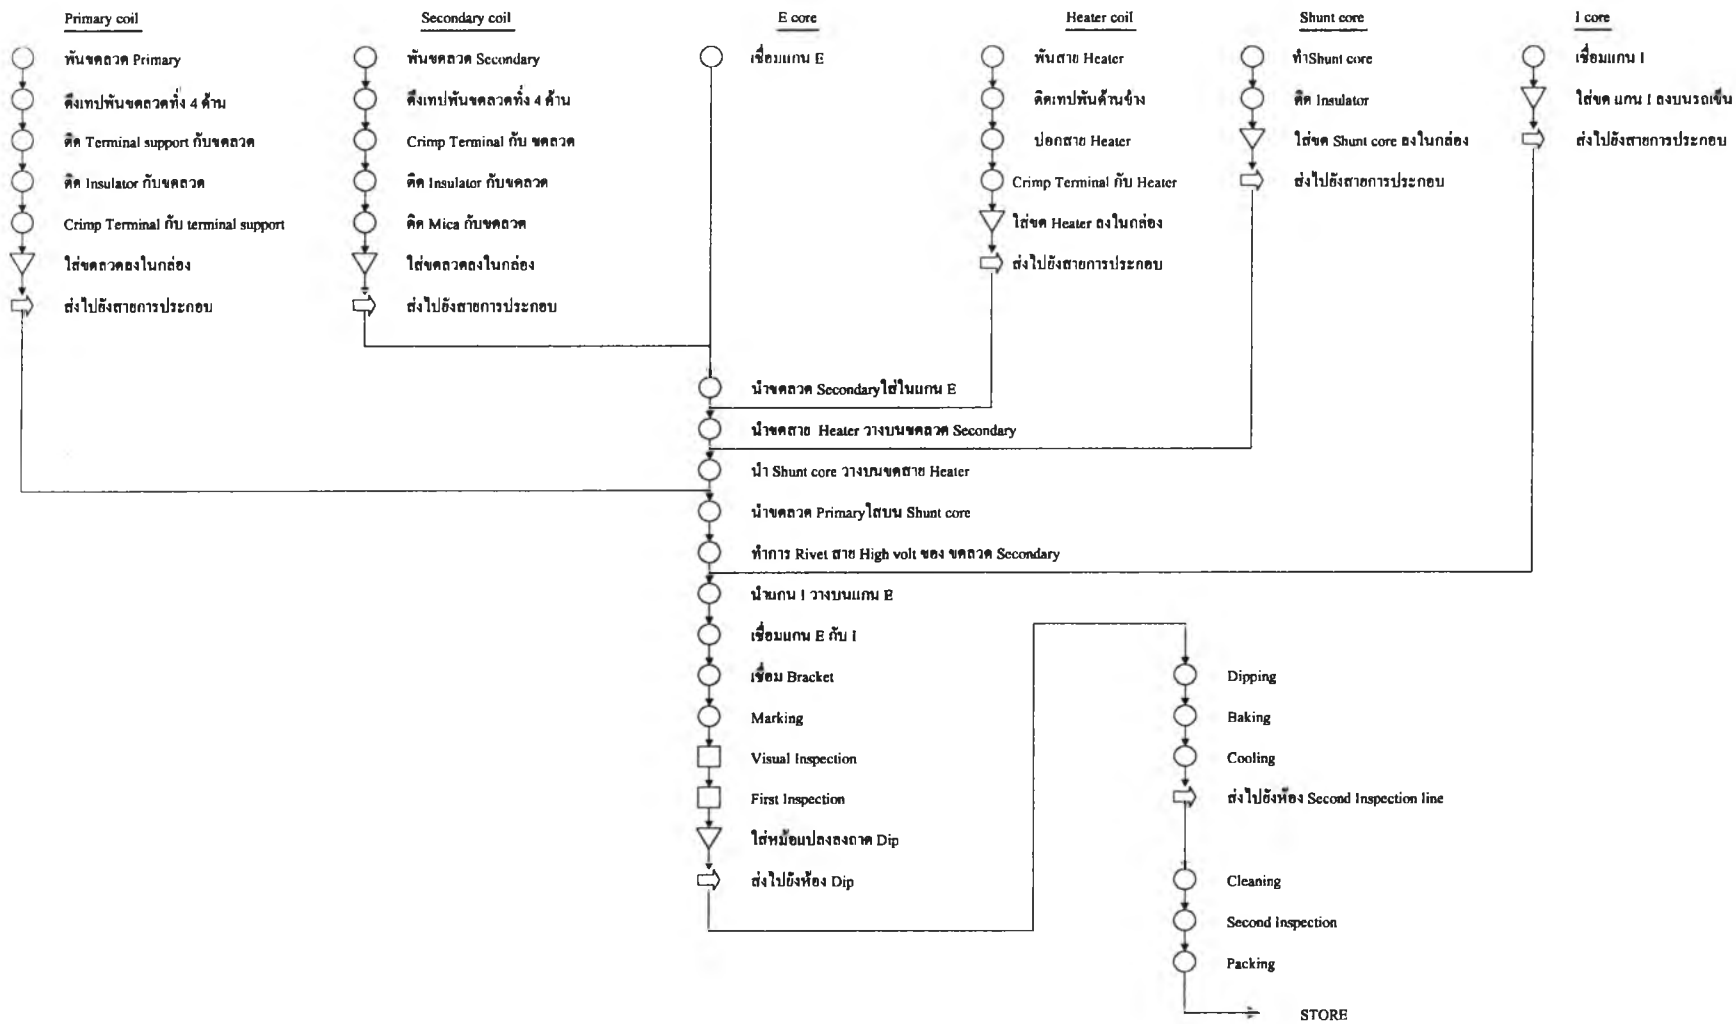 Primary coil
พันขดลวด Primary
ดึงเทปพันขดลวดทั้ง 4 ด้าน
ติด Terminal support กับขดลวด
ติด Insulator กับขดลวด
Crimp Terminal กับ terminal support
ใส่ขดลวดลงในกล่อง
ส่งไปยังสายการประกอบ
Secondary coil
พันขดลวด Secondary
ดึงเทปพันขดลวดทั้ง 4 ด้าน
Crimp Terminal กับ ขดลวด
ติด Insulator กับขดลวด
ติด Mica กับขดลวด
ใส่ขดลวดลงในกล่อง
ส่งไปยังสายการประกอบ
E core
เชื่อมแกน E
Heater coil
พันสาย Heater
ติดเทปพันด้านข้าง
ปอกสาย Heater
Crimp Terminal กับ Heater
ใส่ขด Heater ลงในกล่อง
ส่งไปยังสายการประกอบ
Shunt core
ทำShunt core
ติด Insulator
ใส่ขด Shunt core ลงในกล่อง
ส่งไปยังสายการประกอบ
I core
เชื่อมแกน I
ใส่ขด แกน I ลงบนรถเข็น
ส่งไปยังสายการประกอบ
นำขดลวด Secondaryใส่ในแกน E
นำขดสาย Heater วางบนขดลวด Secondary
นำ Shunt core วางบนขดสาย Heater
นำขดลวด Primaryใส่บน Shunt core
ทำการ Rivet สาย High volt ของ ขดลวด Secondary
นำแกน I วางบนแกน E
เชื่อมแกน E กับ I
เชื่อม Bracket
Marking
Visual Inspection
First Inspection
ใส่หม้อแปลงลงถาด Dip
ส่งไปยังห้อง Dip
Dipping
Baking
Cooling
ส่งไปยังห้อง Second Inspection line
Cleaning
Second Inspection
Packing
STORE